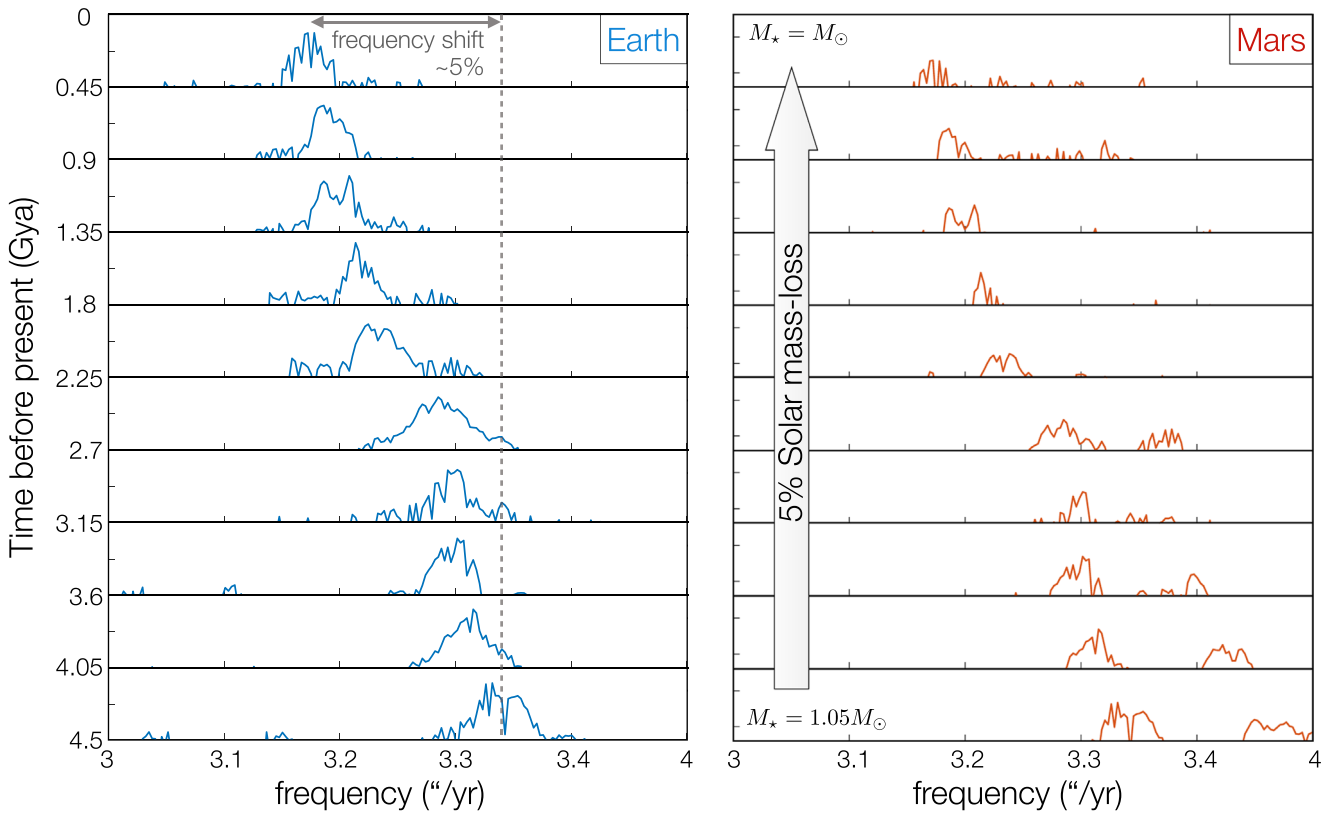 0
frequency shift
~5%
Earth
0.45
0.9
1.35
1.8
2.25
2.7
3.15
3.6
4.05
4.5
Time before present (Gya)
3 3.1 3.2 3.3 3.4 4
frequency (“/yr)
M⋆ = M⊙
Mars
5% Solar mass-loss
M⋆ = 1.05M⊙
3 3.1 3.2 3.3 3.4 4
frequency (“/yr)